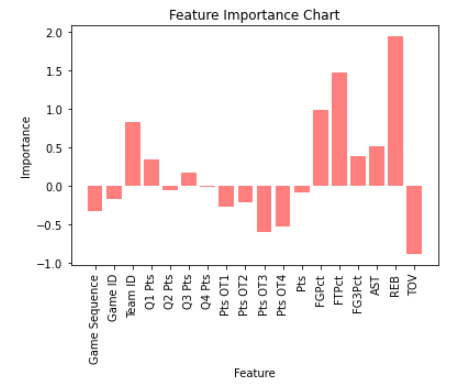 Feature Importance Chart
2.0
1.5
1.0
0.5
0.0
−0.5
−1.0
Importance
Game Sequence
Game ID
Team ID
Q1 Pts
Q2 Pts
Q3 Pts
Q4 Pts
Pts OT1
Pts OT2
Pts OT3
Pts OT4
Pts
FGPct
FTPct
FG3Pct
AST
REB
TOV
Feature